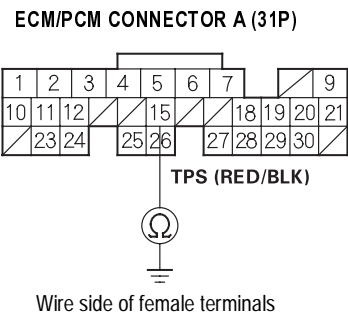 ECM/PCM CONNECTOR A (31P)
1 2 3 4 5 6 7 9
10 11 12 15 18 19 20 21
23 24 25 26 27 28 29 30
TPS (RED/BLK)
Ω
Wire side of female terminals